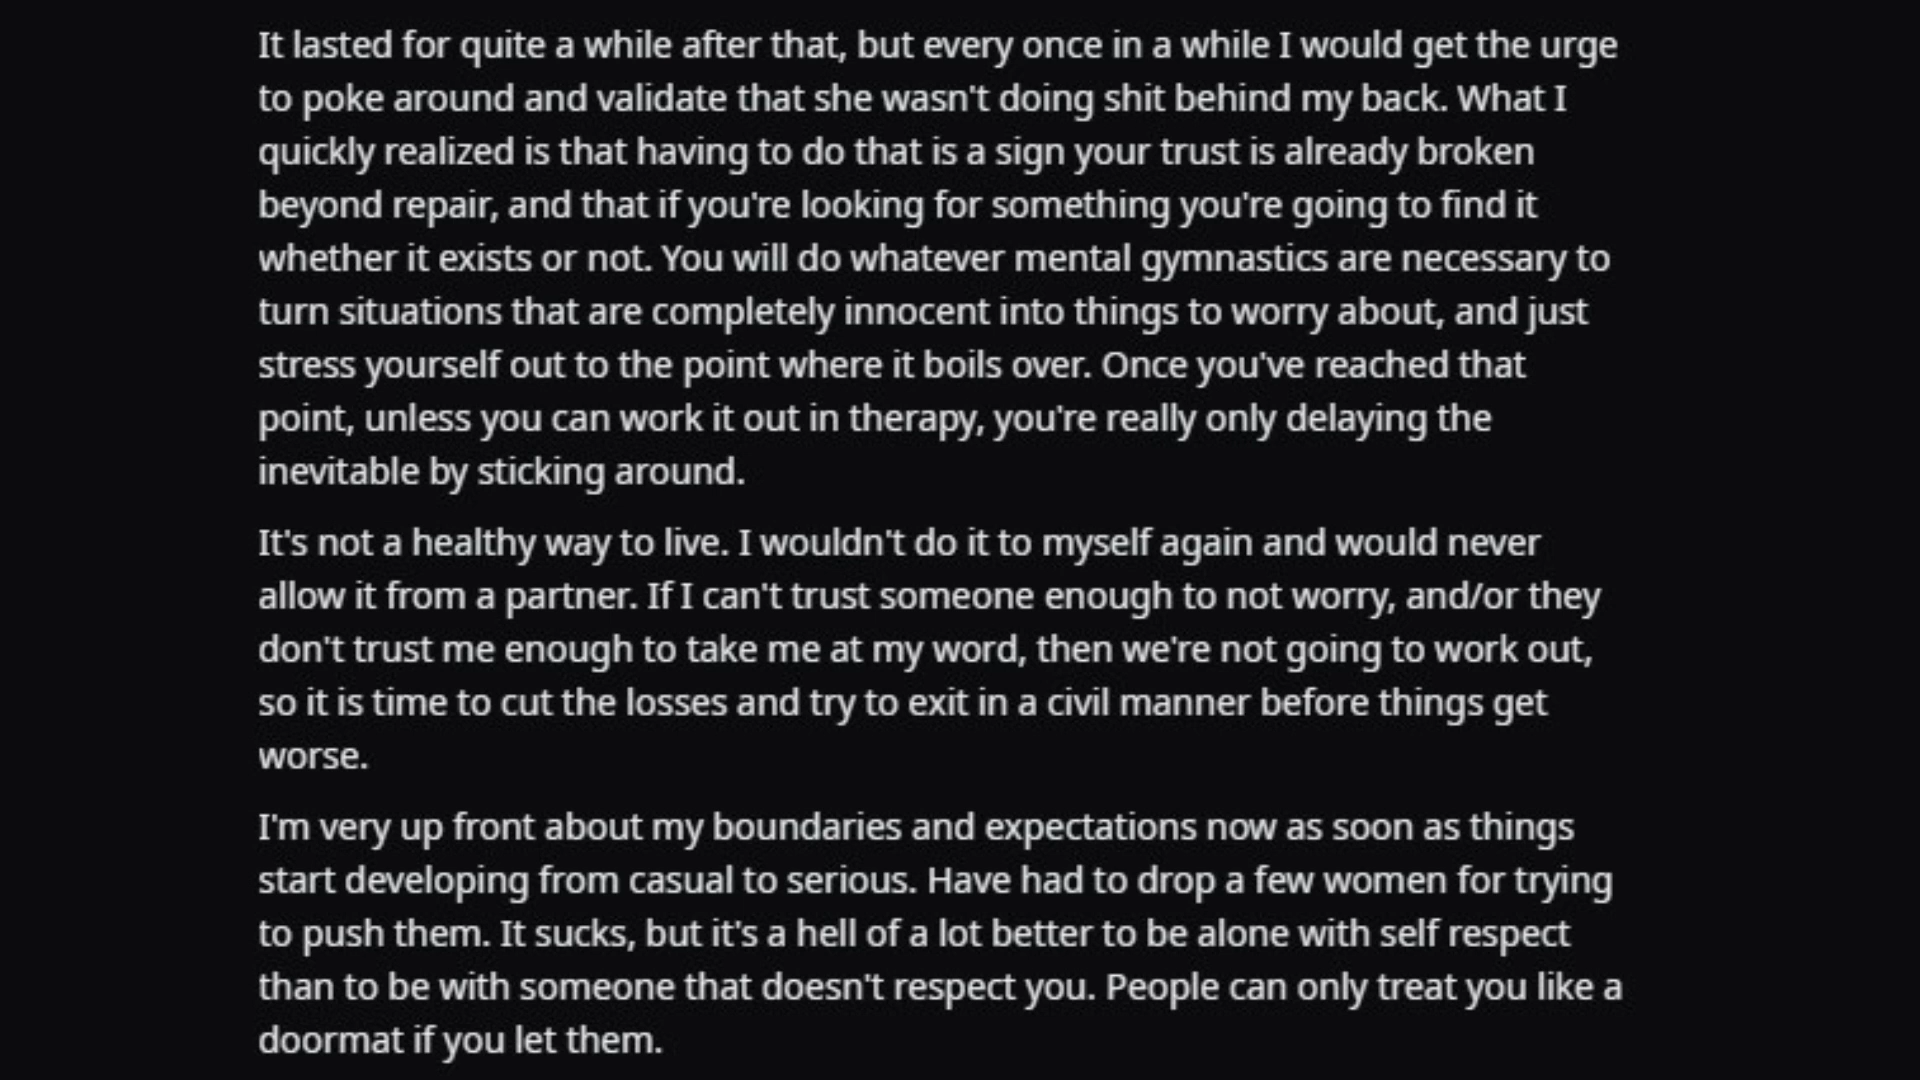 It lasted for quite a while after that, but every once in a while I would get the urge
to poke around and validate that she wasn't doing shit behind my back. What I
quickly realized is that having to do that is a sign your trust is already broken
beyond repair, and that if you're looking for something you're going to find it
whether it exists or not. You will do whatever mental gymnastics are necessary to
turn situations that are completely innocent into things to worry about, and just
stress yourself out to the point where it boils over. Once you've reached that
point, unless you can work it out in therapy, you're really only delaying the
inevitable by sticking around.
It's not a healthy way to live. I wouldn't do it to myself again and would never
allow it from a partner. If I can't trust someone enough to not worry, and/or they
don't trust me enough to take me at my word, then we're not going to work out,
so it is time to cut the losses and try to exit in a civil manner before things get
worse.
I'm very up front about my boundaries and expectations now as soon as things
start developing from casual to serious. Have had to drop a few women for trying
to push them. It sucks, but it's a hell of a lot better to be alone with self respect
than to be with someone that doesn't respect you. People can only treat you like a
doormat if you let them.